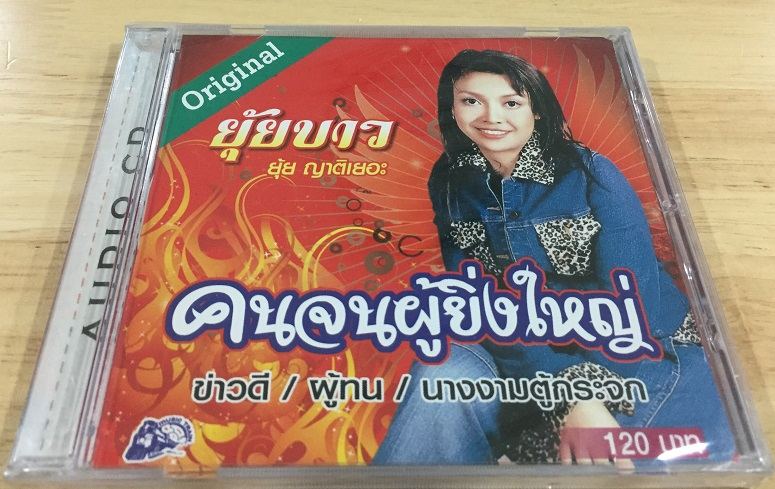 Original
AUDIO CD
ยุ้ยบาว
ยุ้ย ญาติเยอะ
คนจนผู้ยิ่งใหญ่
ข่าวดี / ผู้ทน / นางงามตู้กระจก
MUSIC TRAIN
120 บาท